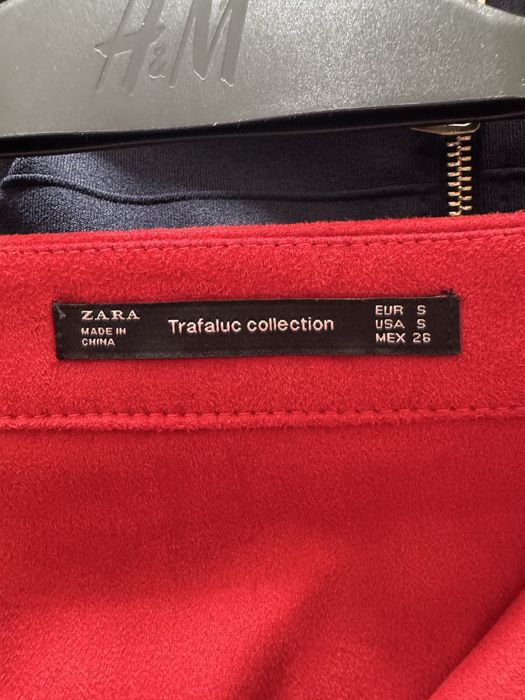 H&M
ZARA
MADE IN
CHINA
Trafaluc collection
EUR S
USA S
MEX 26